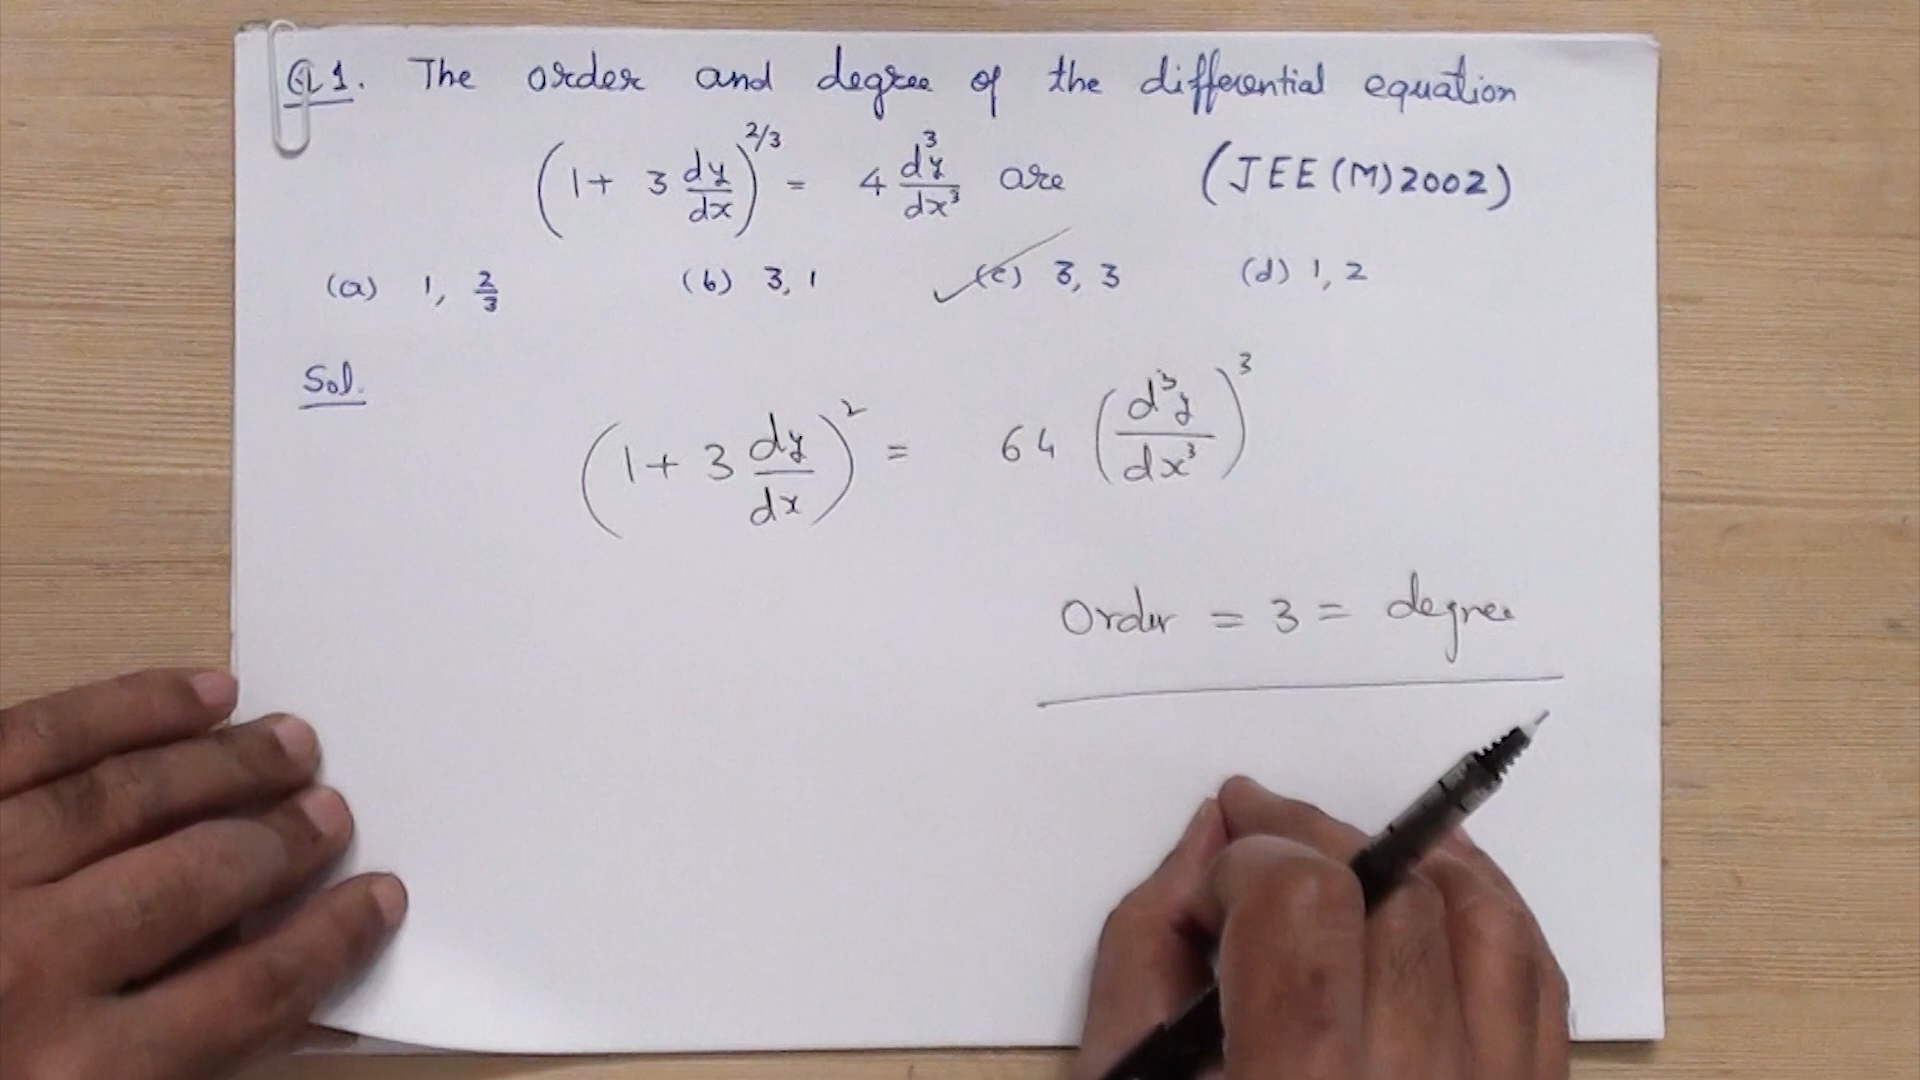 Q1. The order and degree of the differential equation
(1 + 3 dy/dx)^2/3 = 4 d³y/dx³ are (JEE (M) 2002)
(a) 1, 2/3 (b) 3, 1 (c) 3, 3 (d) 1, 2
Sol.
(1 + 3 dy/dx)² = 64 (d³y/dx³)³
Order = 3 = degree